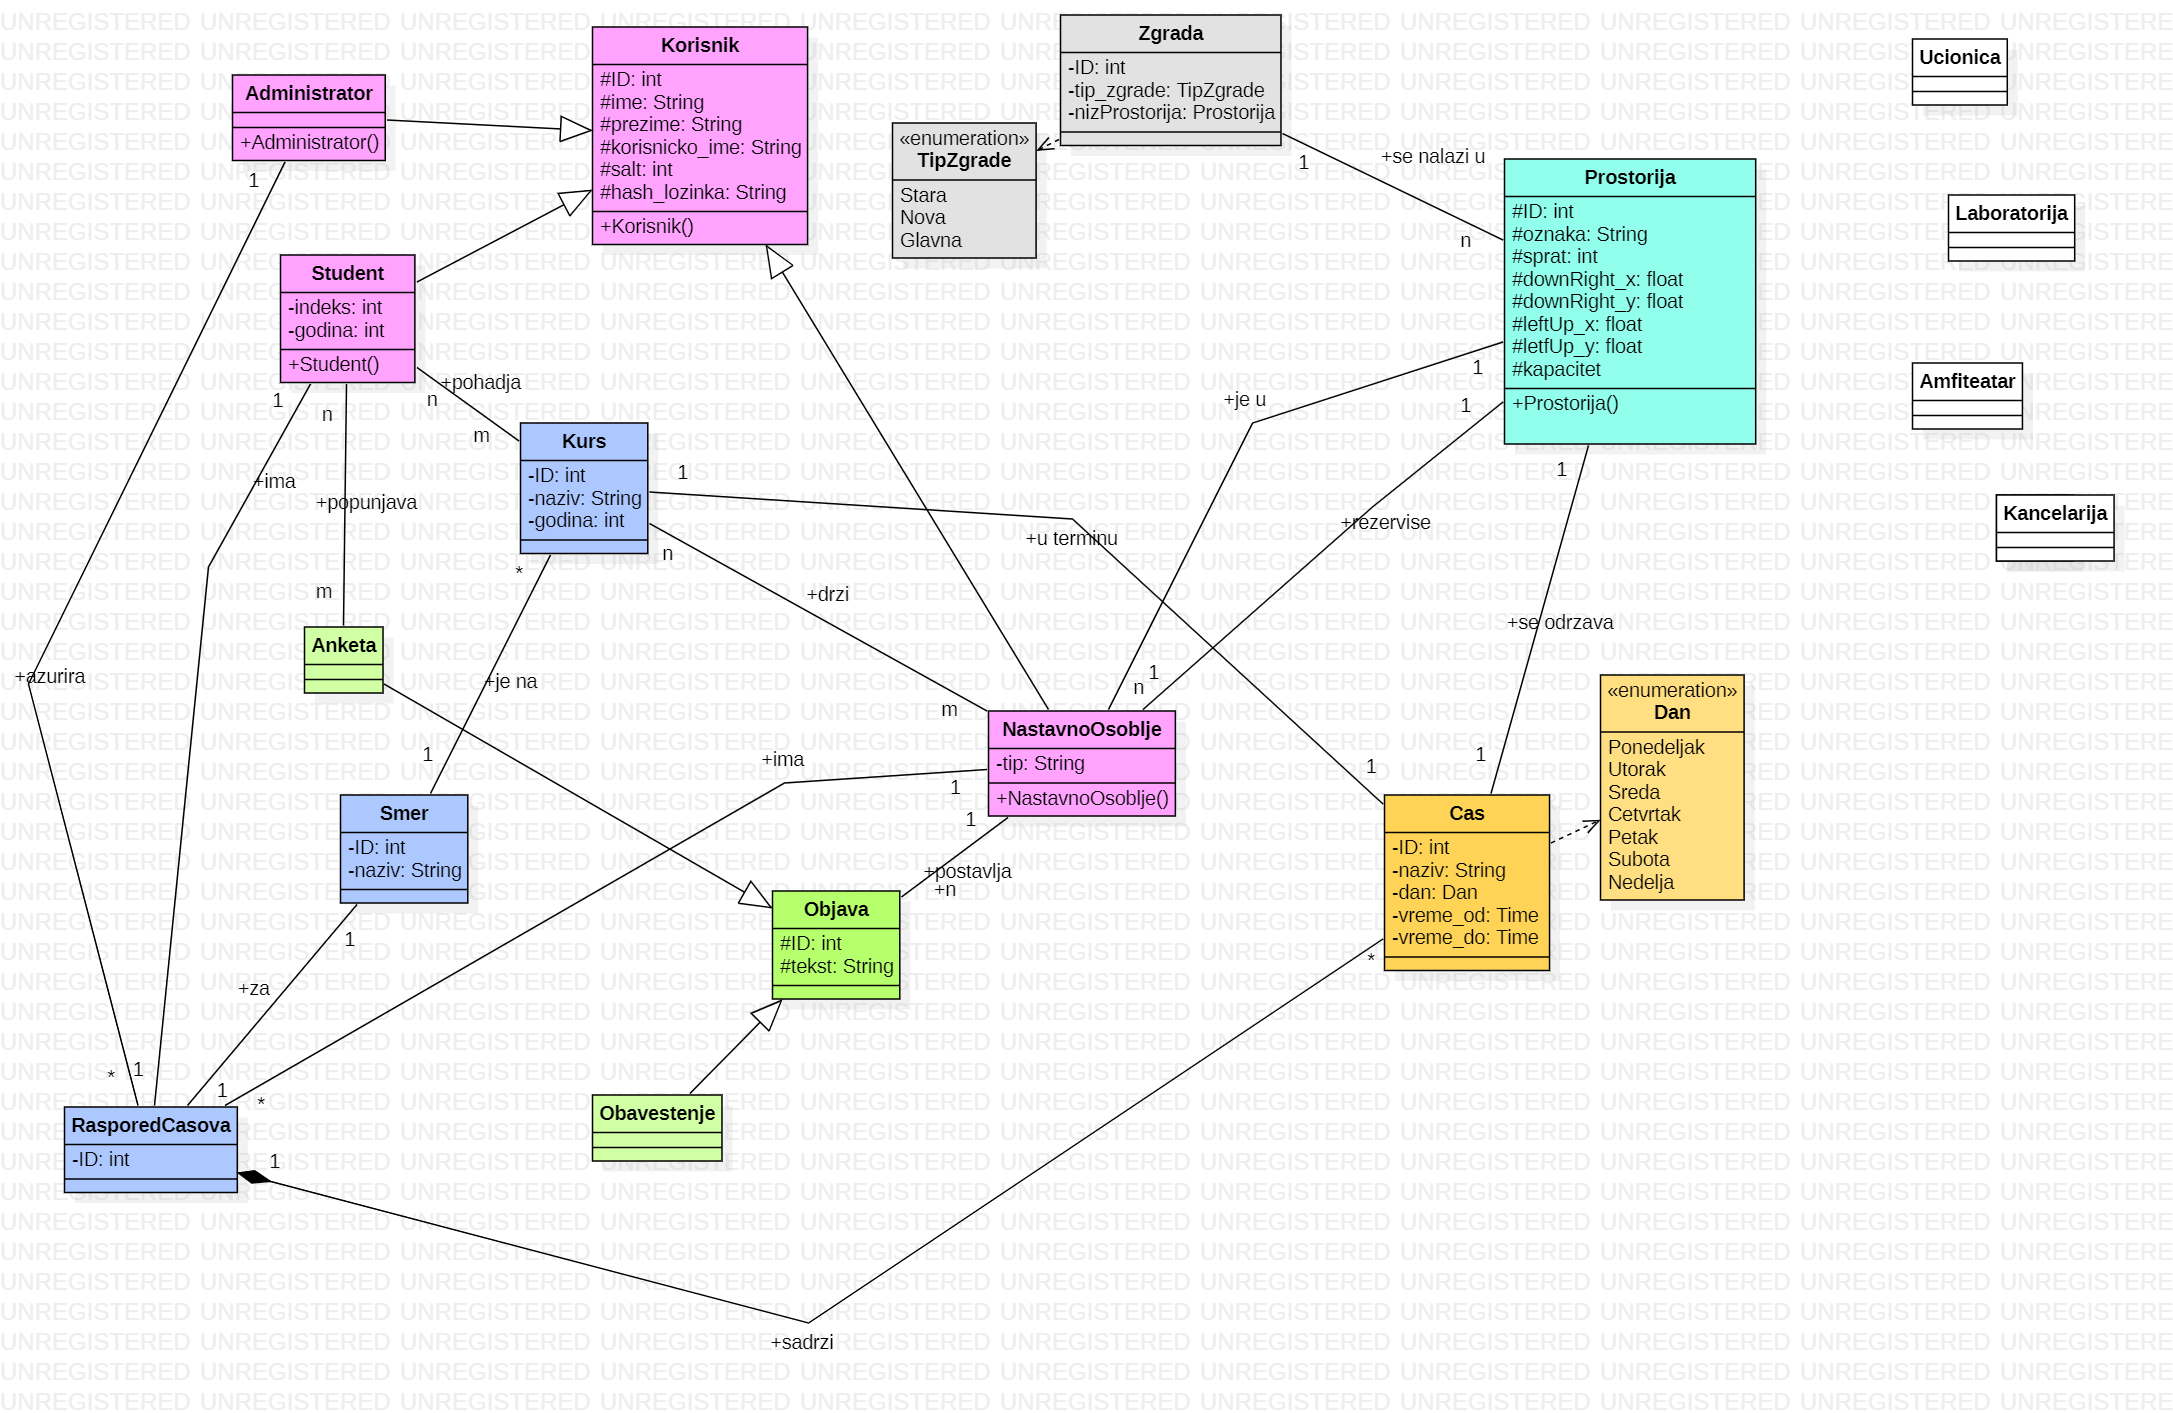 Korisnik
#ID: int
#ime: String
#prezime: String
#korisnicko_ime: String
#salt: int
#hash_lozinka: String
+Korisnik()
Administrator
+Administrator()
Student
-indeks: int
-godina: int
+Student()
Zgrada
-ID: int
-tip_zgrade: TipZgrade
-nizProstorija: Prostorija
«enumeration»
TipZgrade
Stara
Nova
Glavna
Prostorija
#ID: int
#oznaka: String
#sprat: int
#downRight_x: float
#downRight_y: float
#leftUp_x: float
#letfUp_y: float
#kapacitet
+Prostorija()
Ucionica
Laboratorija
Amfiteatar
Kancelarija
1
+se nalazi u
n
1
+azurira
*
1
+ima
1
n
+popunjava
m
+pohadja
n
m
Kurs
-ID: int
-naziv: String
-godina: int
1
+u terminu
1
n
+drzi
m
*
+je na
1
1
+je u
n
1
+rezervise
1
1
+se odrzava
1
Anketa
Smer
-ID: int
-naziv: String
1
+za
1
NastavnoOsoblje
-tip: String
+NastavnoOsoblje()
+ima
1
*
1
+postavlja
+n
Objava
#ID: int
#tekst: String
Obavestenje
Cas
-ID: int
-naziv: String
-dan: Dan
-vreme_od: Time
-vreme_do: Time
«enumeration»
Dan
Ponedeljak
Utorak
Sreda
Cetvrtak
Petak
Subota
Nedelja
RasporedCasova
-ID: int
1
+sadrzi
*
UNREGISTERED